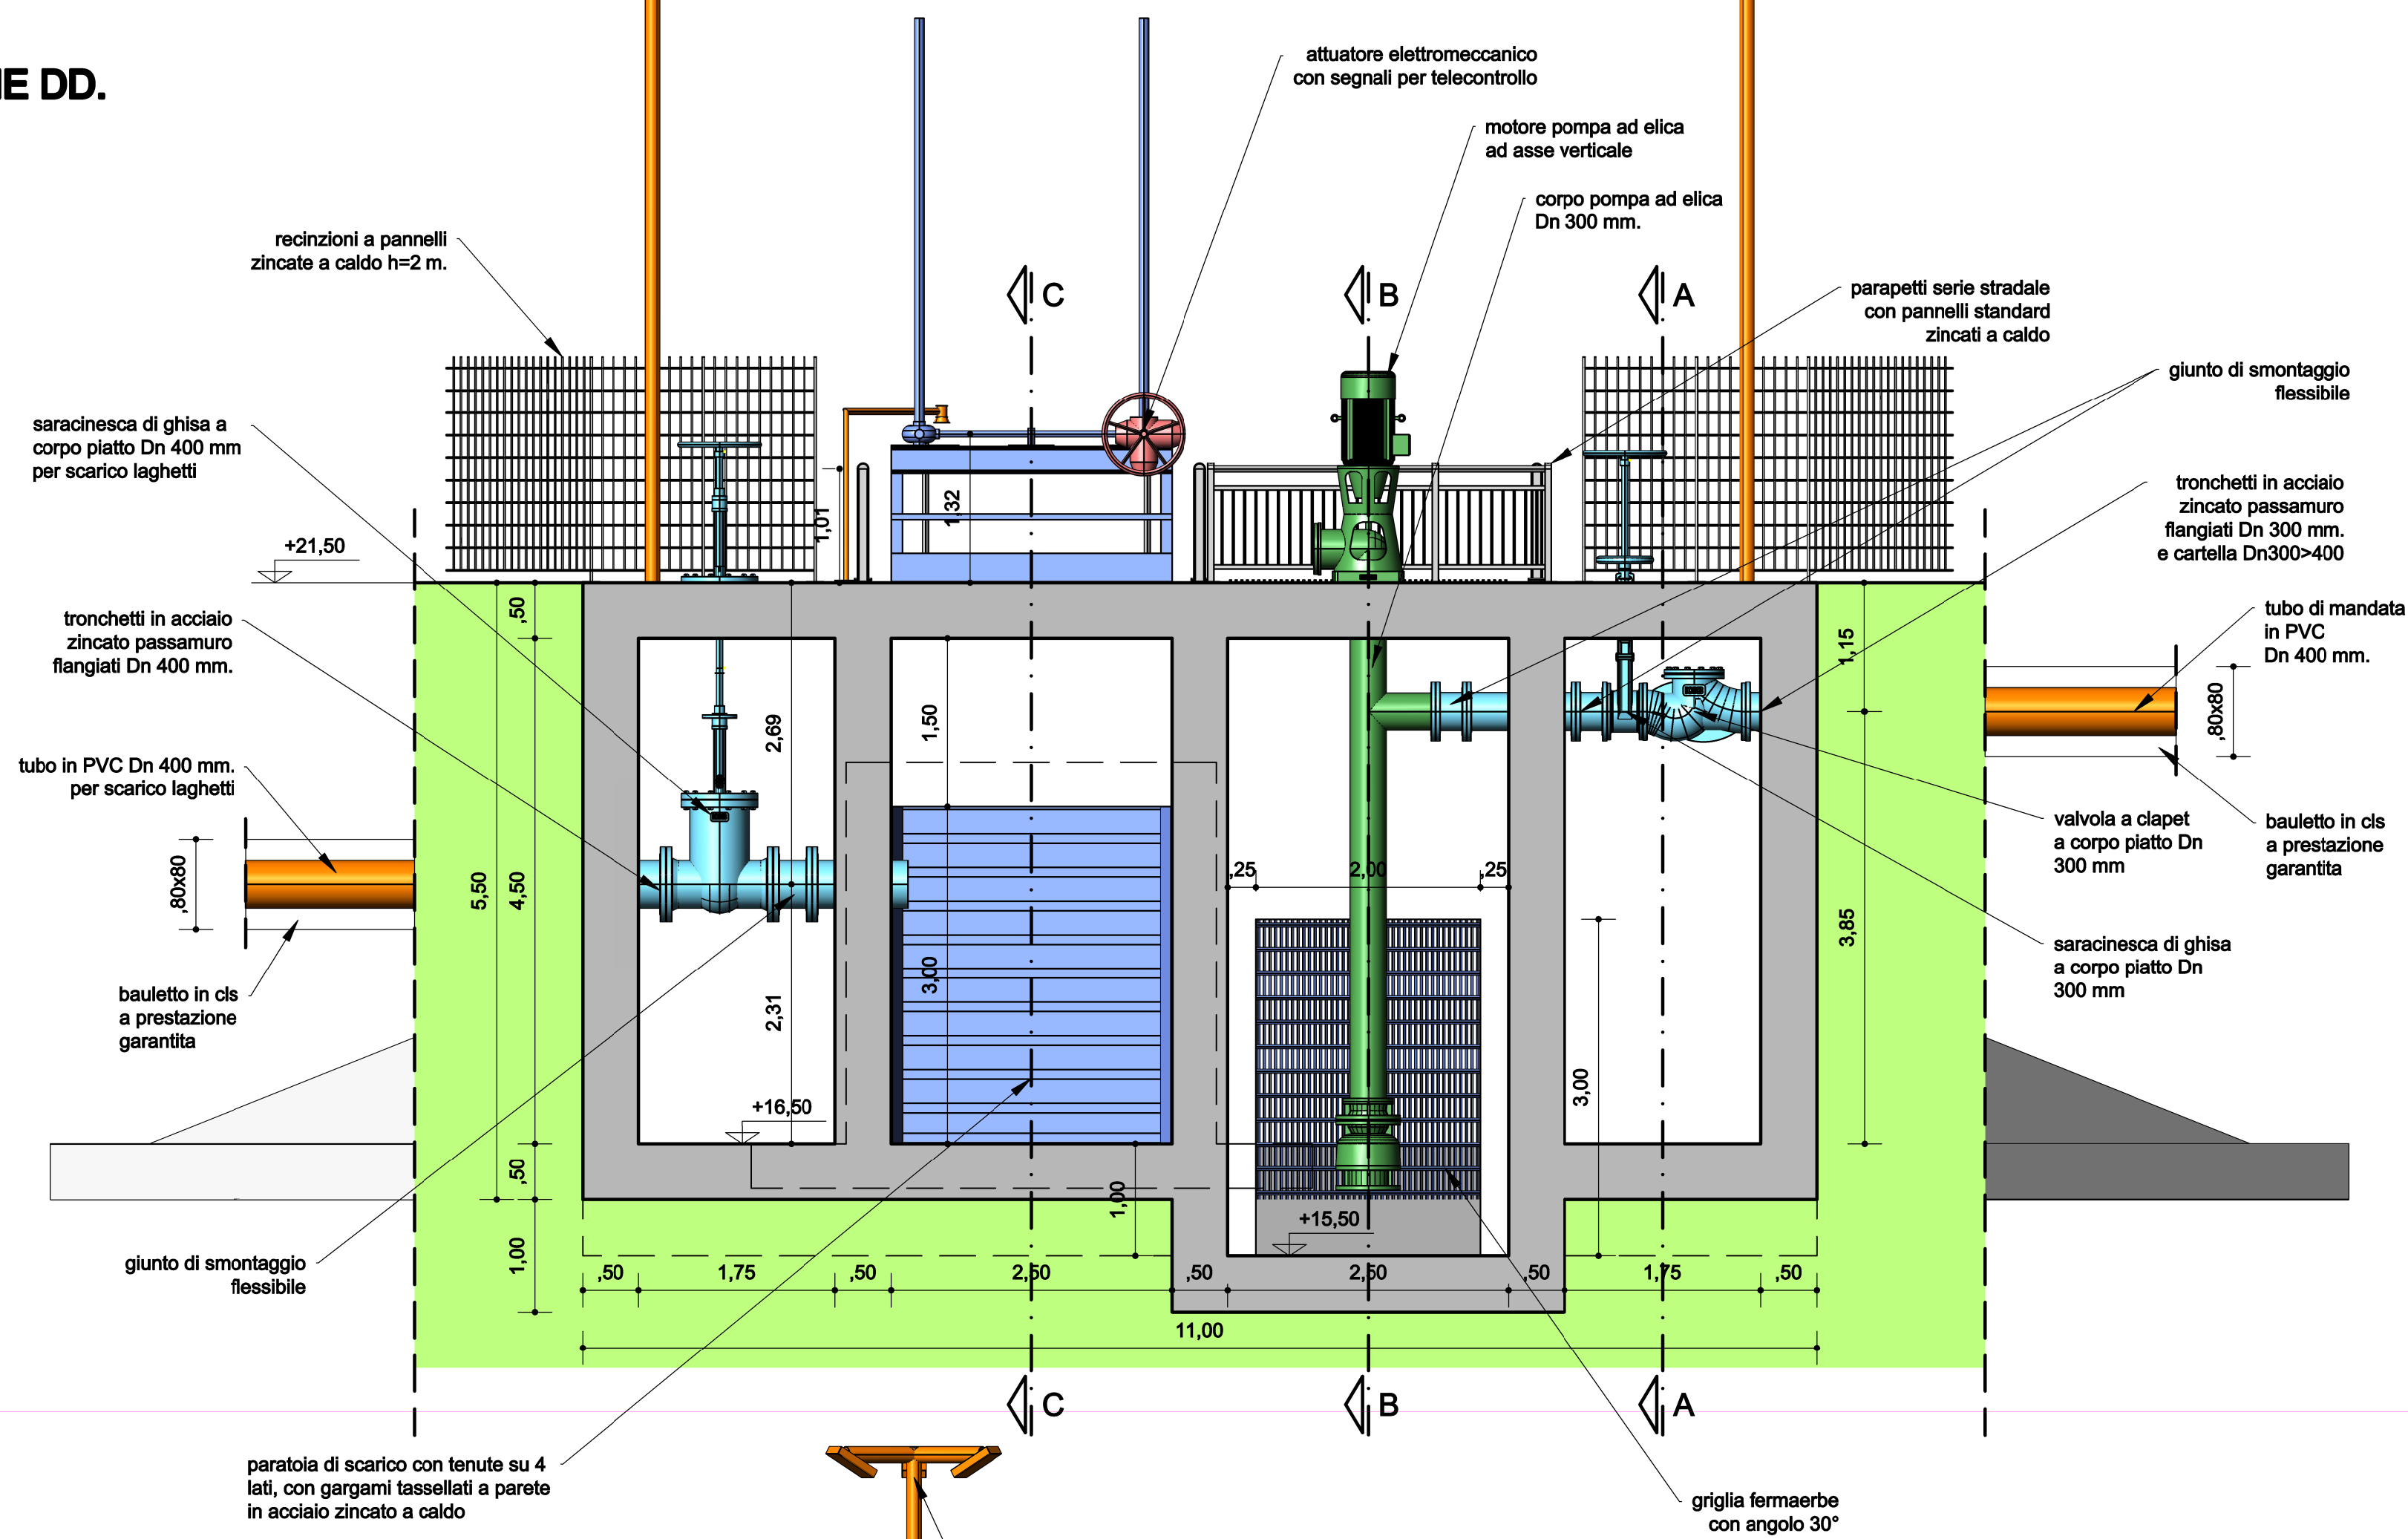 IE DD.
attuatore elettromeccanico
con segnali per telecontrollo
motore pompa ad elica
ad asse verticale
corpo pompa ad elica
Dn 300 mm.
recinzioni a pannelli
zincate a caldo h=2 m.
C
B
A
parapetti serie stradale
con pannelli standard
zincati a caldo
giunto di smontaggio
flessibile
saracinesca di ghisa a
corpo piatto Dn 400 mm
per scarico laghetti
tronchetti in acciaio
zincato passamuro
flangiati Dn 300 mm.
e cartella Dn300>400
1,01
1,32
+21,50
tronchetti in acciaio
zincato passamuro
flangiati Dn 400 mm.
,50
tubo di mandata
in PVC
Dn 400 mm.
1,15
2,69
1,50
,80x80
tubo in PVC Dn 400 mm.
per scarico laghetti
,80x80
5,50
4,50
,25
2,00
,25
valvola a clapet
a corpo piatto Dn
300 mm
bauletto in cls
a prestazione
garantita
3,85
saracinesca di ghisa
a corpo piatto Dn
300 mm
3,00
2,31
bauletto in cls
a prestazione
garantita
3,00
+16,50
,50
1,00
+15,50
1,00
giunto di smontaggio
flessibile
,50
1,75
,50
2,50
,50
2,50
,50
1,75
,50
11,00
C
B
A
paratoia di scarico con tenute su 4
lati, con gargami tassellati a parete
in acciaio zincato a caldo
griglia fermaerbe
con angolo 30°